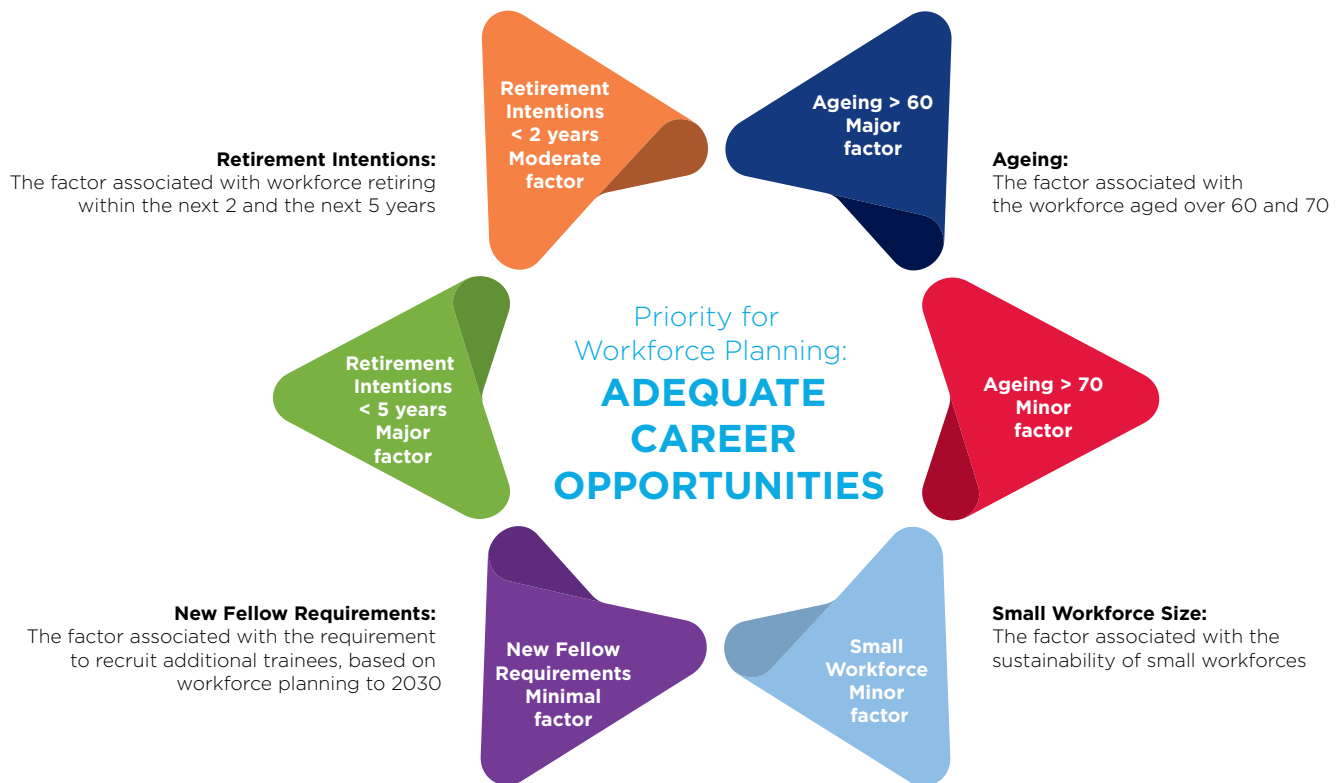 Retirement
Intentions
< 2 years
Moderate
factor
Ageing > 60
Major
factor
Retirement Intentions:
The factor associated with workforce retiring
within the next 2 and the next 5 years
Ageing:
The factor associated with
the workforce aged over 60 and 70
Retirement
Intentions
< 5 years
Major
factor
Priority for
Workforce Planning:
ADEQUATE
CAREER
OPPORTUNITIES
Ageing > 70
Minor
factor
New Fellow Requirements:
The factor associated with the requirement
to recruit additional trainees, based on
workforce planning to 2030
New Fellow
Requirements
Minimal
factor
Small
Workforce
Minor
factor
Small Workforce Size:
The factor associated with the
sustainability of small workforces